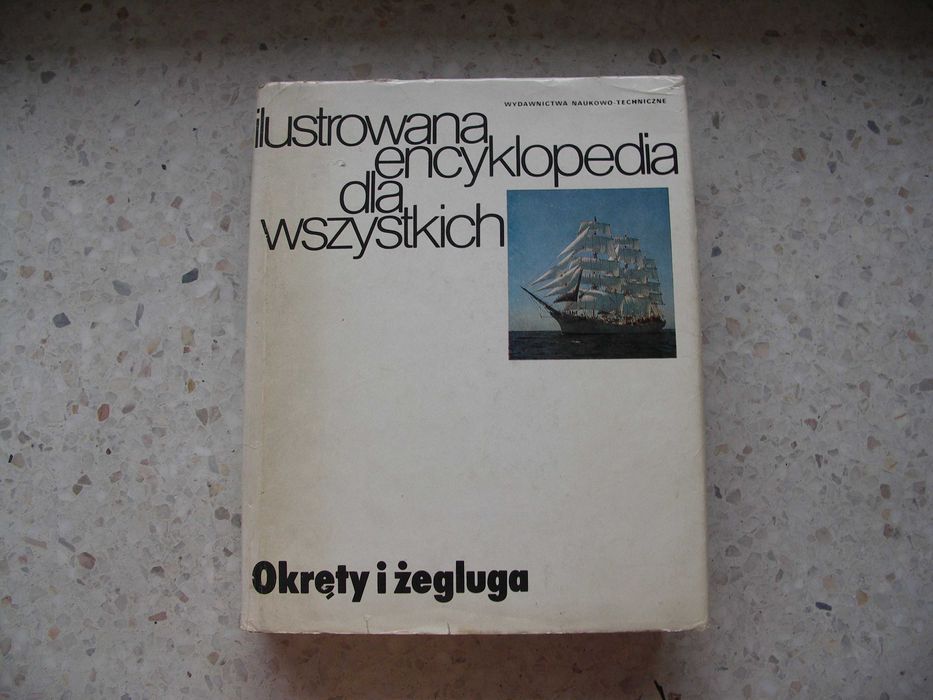 WYDAWNICTWA NAUKOWO-TECHNICZNE
ilustrowana
encyklopedia
dla
wszystkich
Okręty i żegluga